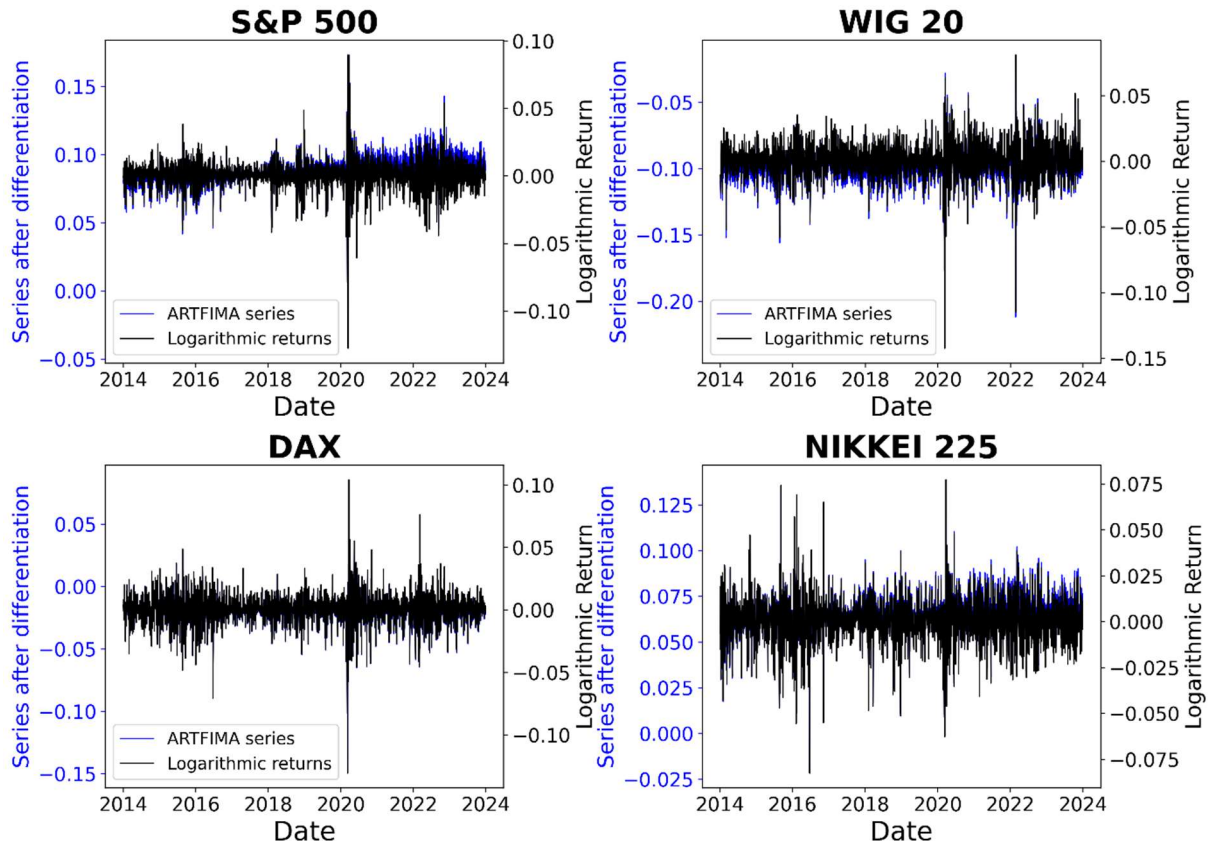 S&P 500
Series after differentiation
0.15
0.10
0.05
0.00
−0.05
0.10
0.05
0.00
−0.05
−0.10
Logarithmic Return
ARTFIMA series
Logarithmic returns
2014 2016 2018 2020 2022 2024
Date
WIG 20
Series after differentiation
−0.05
−0.10
−0.15
−0.20
0.05
0.00
−0.05
−0.10
−0.15
Logarithmic Return
ARTFIMA series
Logarithmic returns
2014 2016 2018 2020 2022 2024
Date
DAX
Series after differentiation
0.05
0.00
−0.05
−0.10
−0.15
0.10
0.05
0.00
−0.05
−0.10
Logarithmic Return
ARTFIMA series
Logarithmic returns
2014 2016 2018 2020 2022 2024
Date
NIKKEI 225
Series after differentiation
0.125
0.100
0.075
0.050
0.025
0.000
−0.025
0.075
0.050
0.025
0.000
−0.025
−0.050
−0.075
Logarithmic Return
2014 2016 2018 2020 2022 2024
Date